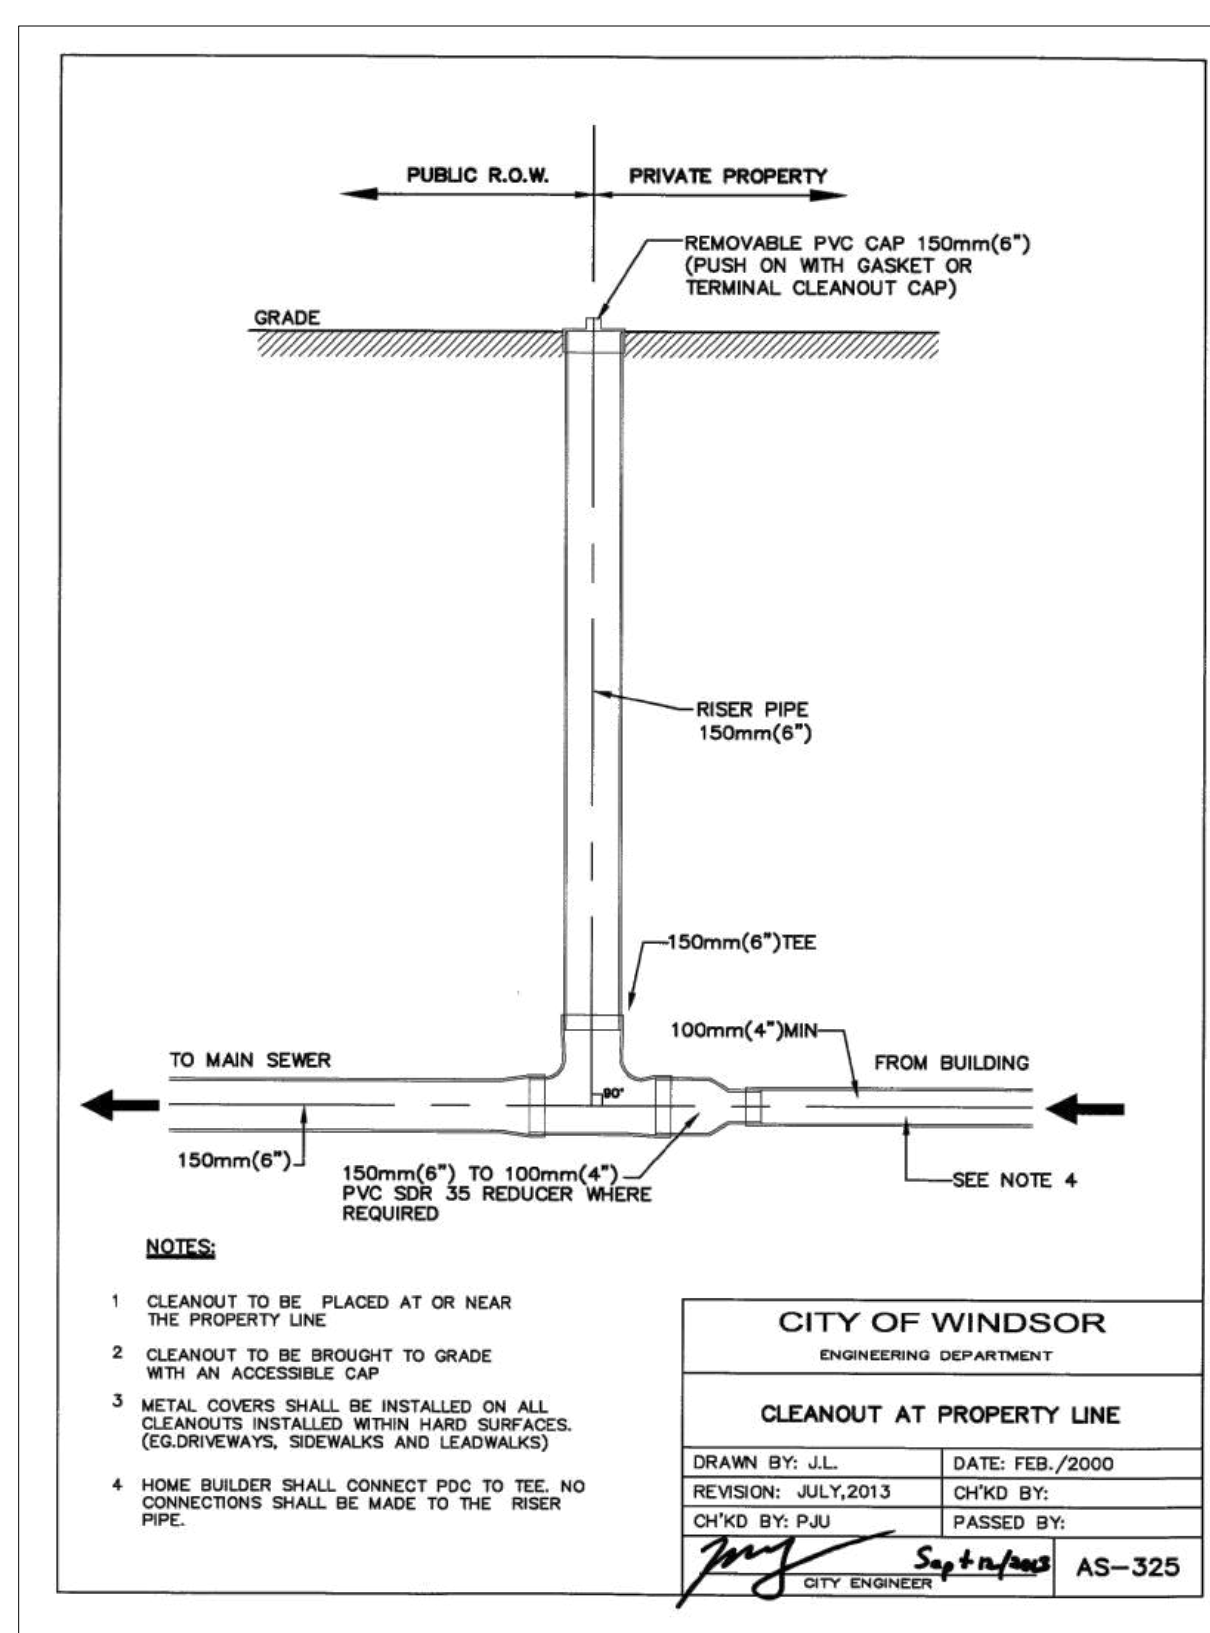 PUBLIC R.O.W.
PRIVATE PROPERTY
REMOVABLE PVC CAP 150mm(6")
(PUSH ON WITH GASKET OR
TERMINAL CLEANOUT CAP)
GRADE
RISER PIPE
150mm(6")
150mm(6")TEE
100mm(4")MIN
TO MAIN SEWER
FROM BUILDING
90°
150mm(6")
150mm(6") TO 100mm(4")
PVC SDR 35 REDUCER WHERE
REQUIRED
SEE NOTE 4
NOTES:
1 CLEANOUT TO BE PLACED AT OR NEAR
THE PROPERTY LINE
2 CLEANOUT TO BE BROUGHT TO GRADE
WITH AN ACCESSIBLE CAP
3 METAL COVERS SHALL BE INSTALLED ON ALL
CLEANOUTS INSTALLED WITHIN HARD SURFACES.
(EG.DRIVEWAYS, SIDEWALKS AND LEADWALKS)
4 HOME BUILDER SHALL CONNECT PDC TO TEE. NO
CONNECTIONS SHALL BE MADE TO THE RISER
PIPE.
CITY OF WINDSOR
ENGINEERING DEPARTMENT
CLEANOUT AT PROPERTY LINE
DRAWN BY: J.L.
DATE: FEB./2000
REVISION: JULY,2013
CH'KD BY:
CH'KD BY: PJU
PASSED BY:
Sept 12/2013
CITY ENGINEER
AS-325